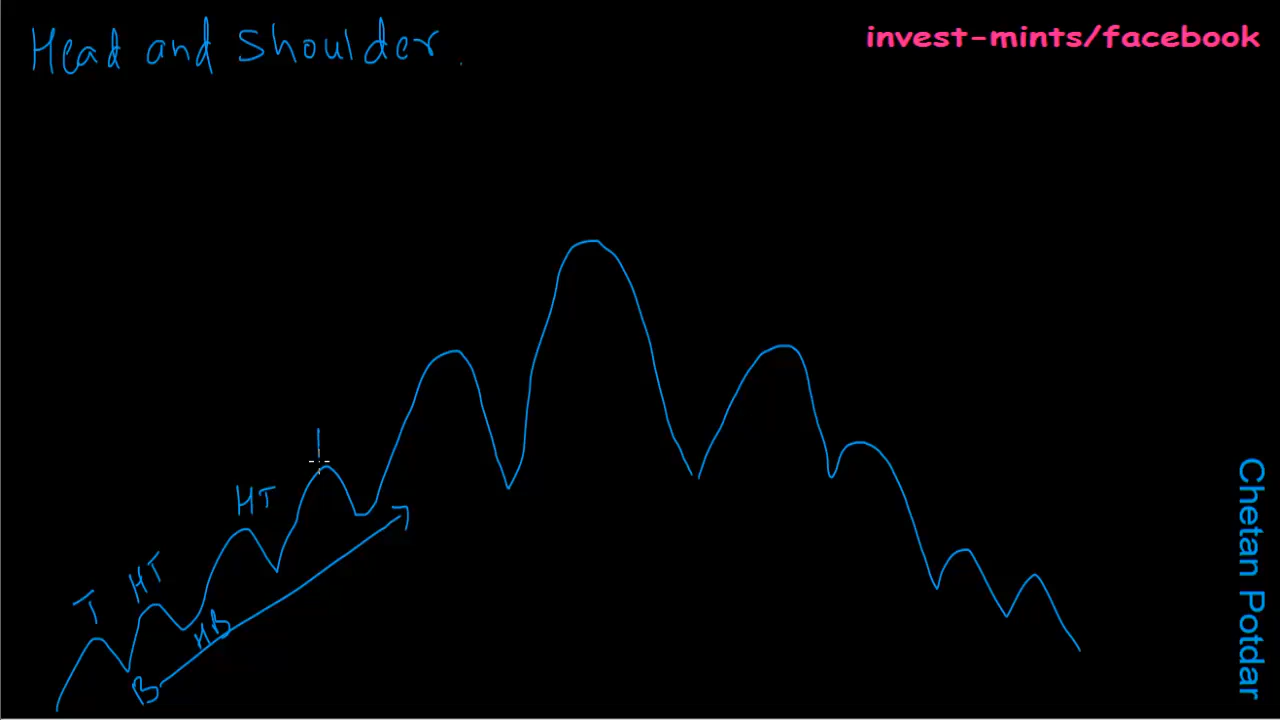 Head and Shoulder
invest-mints/facebook
HT
HT
T
HB
B
Chetan Potdar